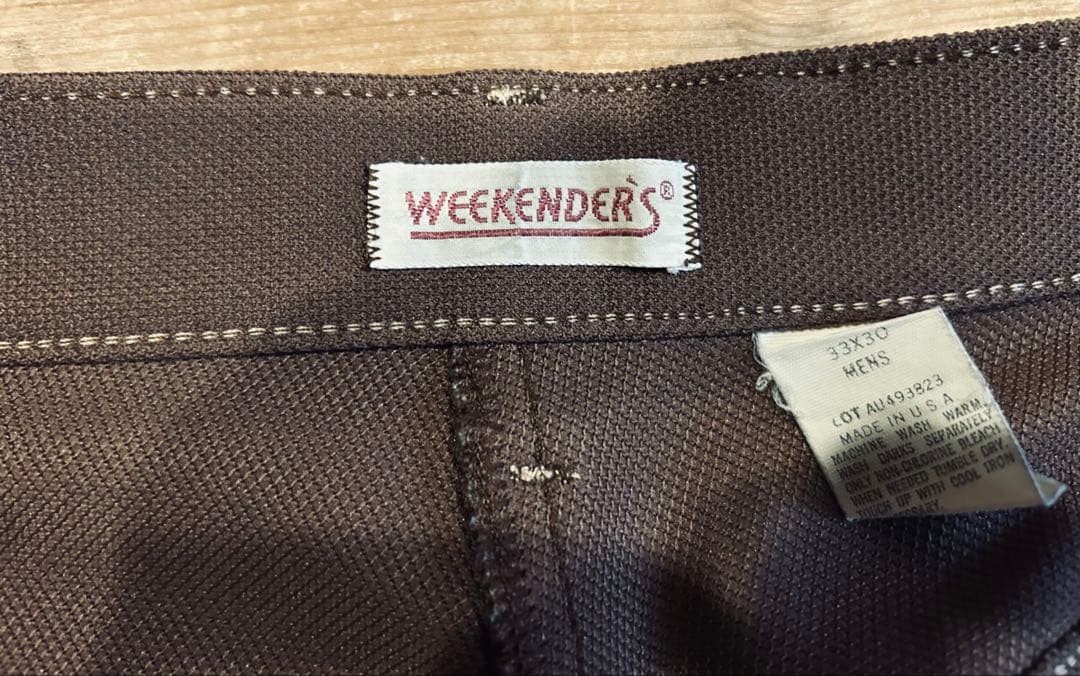 WEEKENDER'S®
33X30
MENS
LOT AU493823
MADE IN U S A
MACHINE WASH WARM
WASH DARKS SEPARATELY
ONLY NON CHLORINE BLEACH
WHEN NEEDED TUMBLE DRY
TOUCH UP WITH COOL IRON